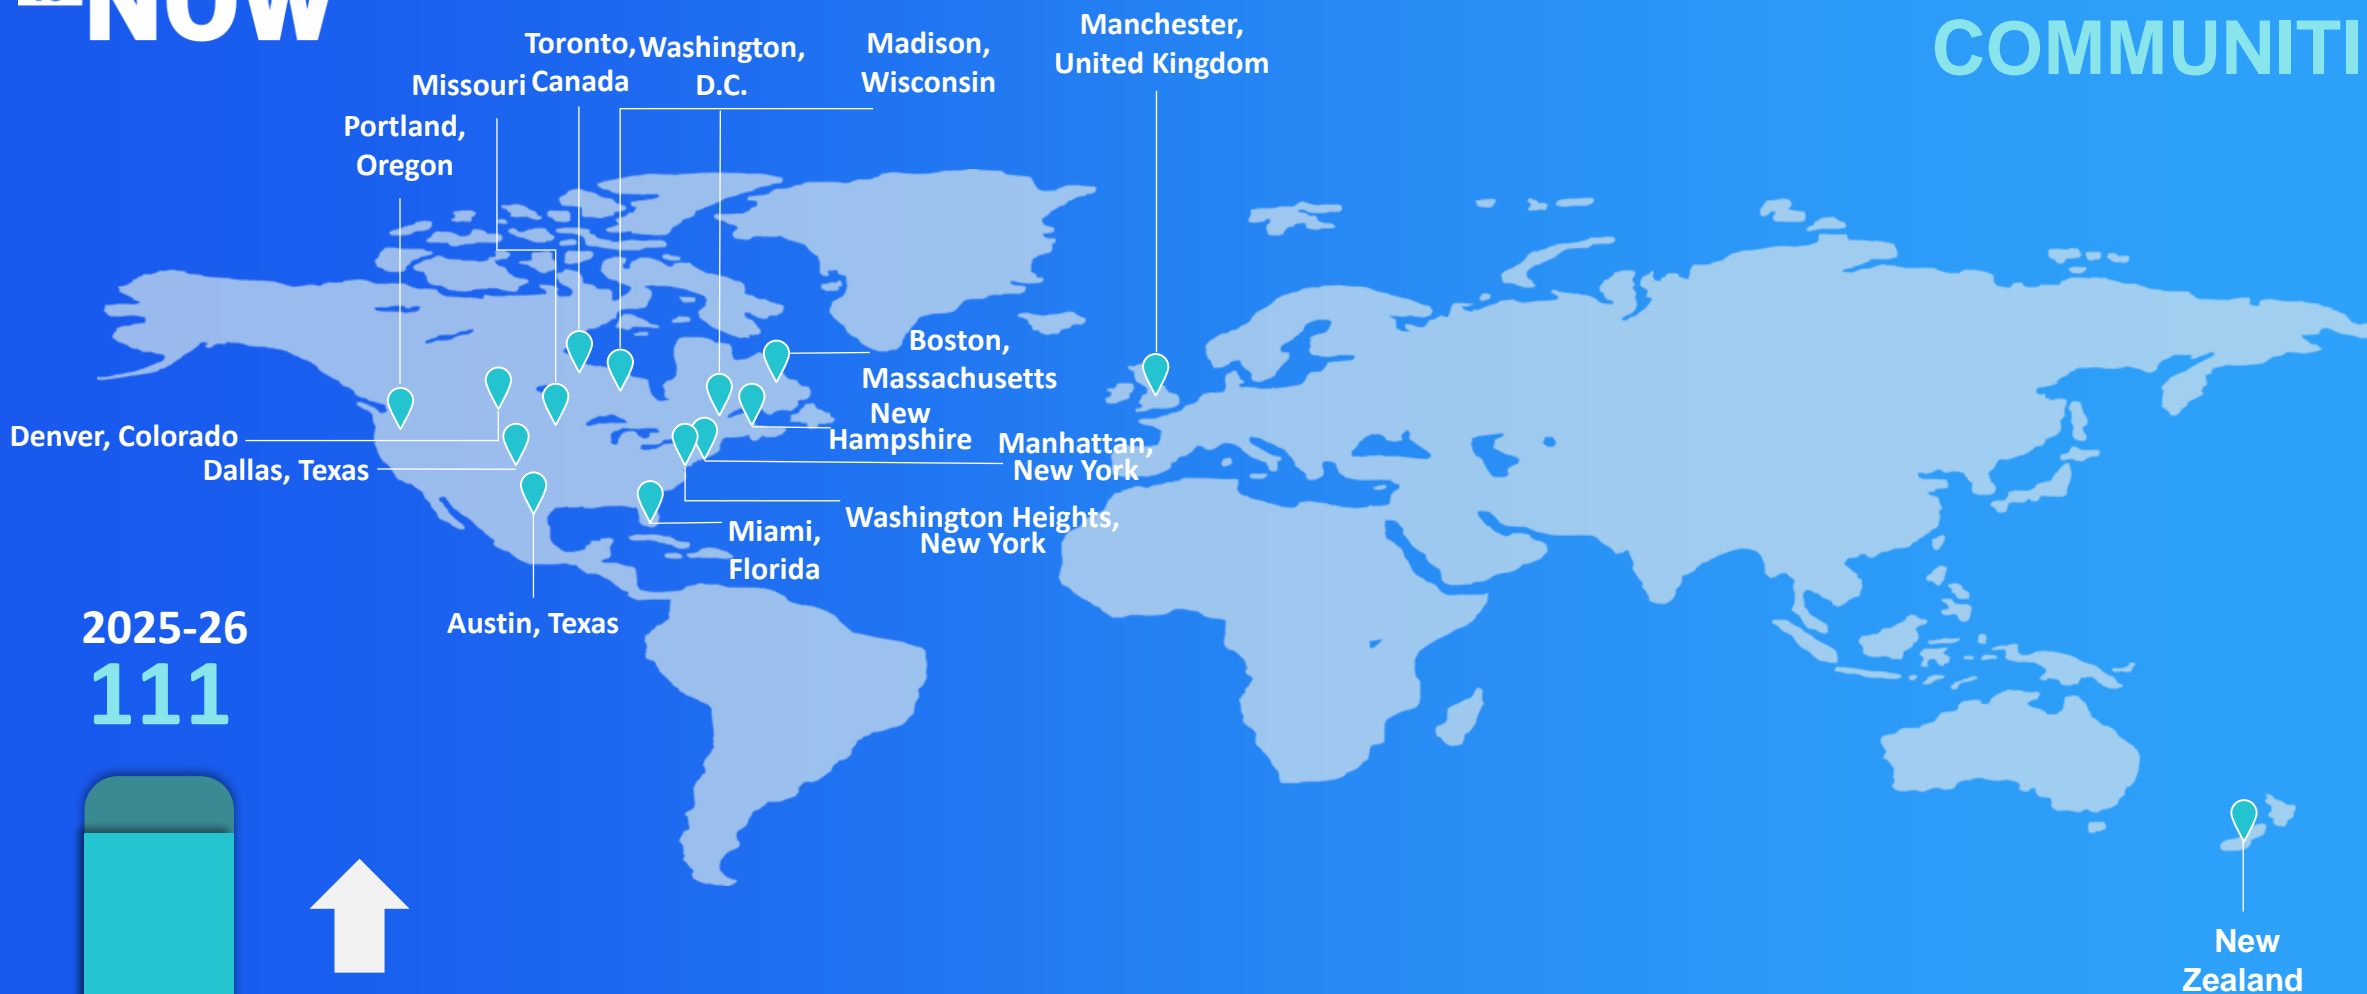 NOW
COMMUNITI
Manchester,
United Kingdom
Toronto,
Canada
Washington,
D.C.
Madison,
Wisconsin
Missouri
Portland,
Oregon
Boston,
Massachusetts
New
Hampshire
Manhattan,
New York
Denver, Colorado
Dallas, Texas
Washington Heights,
New York
Miami,
Florida
Austin, Texas
2025-26
111
New
Zealand